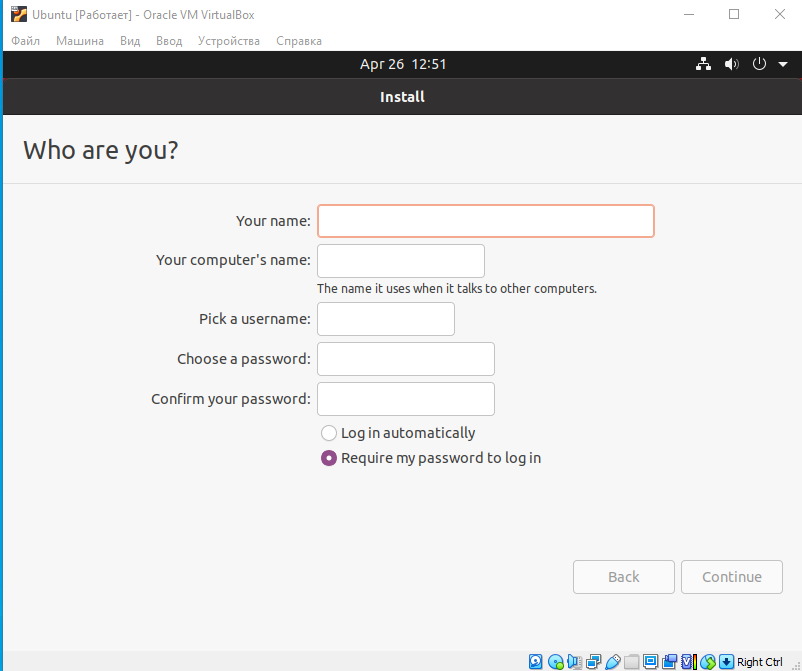 Ubuntu [Работает] - Oracle VM VirtualBox
Файл Машина Вид Ввод Устройства Справка
Apr 26 12:51
Install
Who are you?
Your name:
Your computer's name:
The name it uses when it talks to other computers.
Pick a username:
Choose a password:
Confirm your password:
Log in automatically
Require my password to log in
Back Continue
Right Ctrl